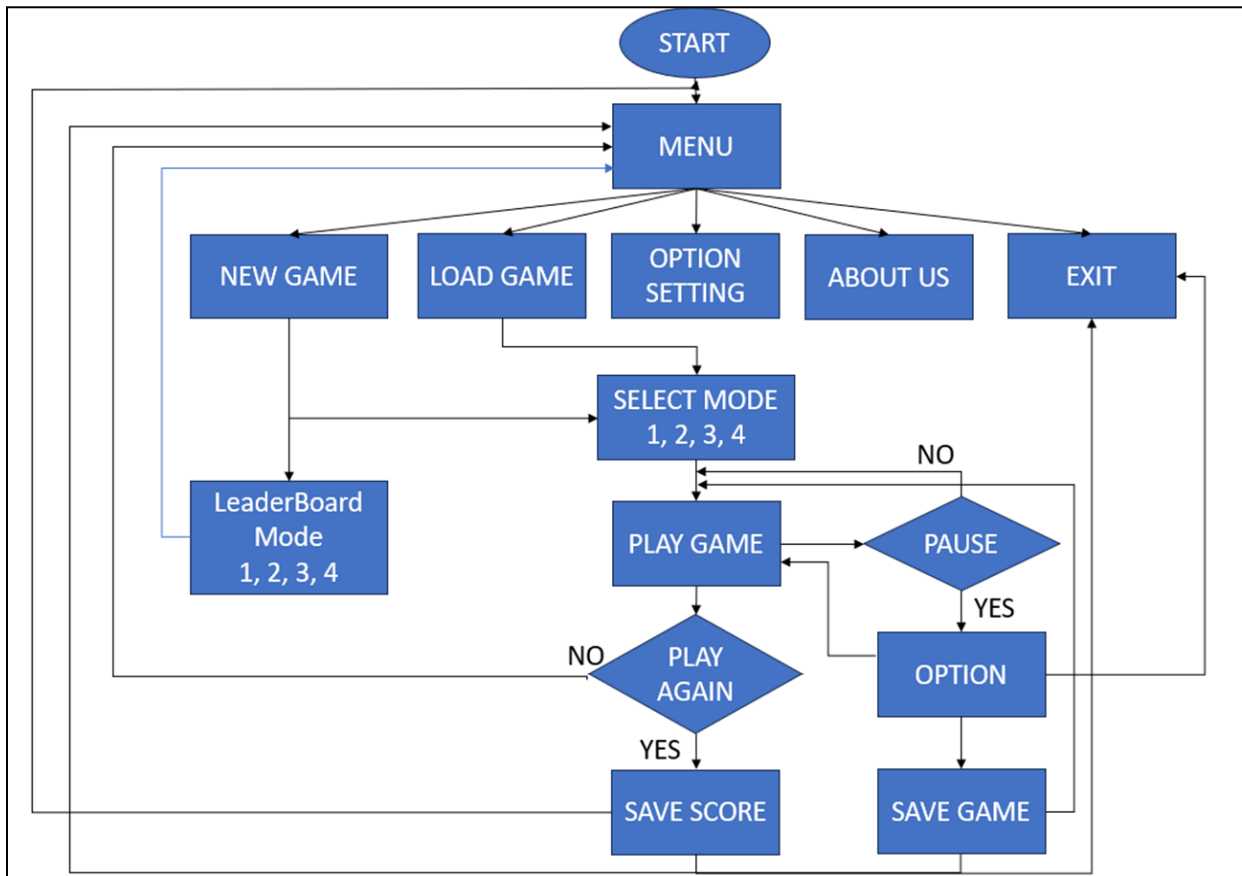 START
MENU
NEW GAME
LOAD GAME
OPTION
SETTING
ABOUT US
EXIT
SELECT MODE
1, 2, 3, 4
NO
LeaderBoard
Mode
1, 2, 3, 4
PLAY GAME
PAUSE
YES
NO
PLAY
AGAIN
OPTION
YES
SAVE SCORE
SAVE GAME